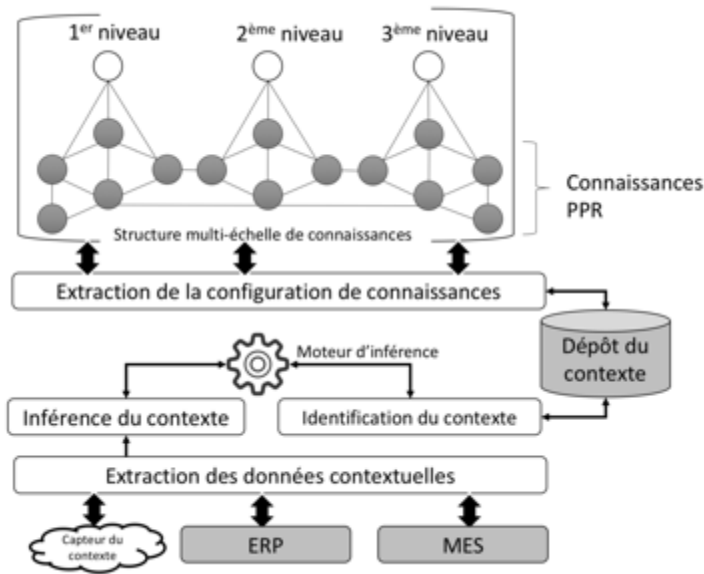 1er niveau
2ème niveau
3ème niveau
Connaissances
PPR
Structure multi-échelle de connaissances
Extraction de la configuration de connaissances
Dépôt du
contexte
Moteur d'inférence
Inférence du contexte
Identification du contexte
Extraction des données contextuelles
Capteur du
contexte
ERP
MES